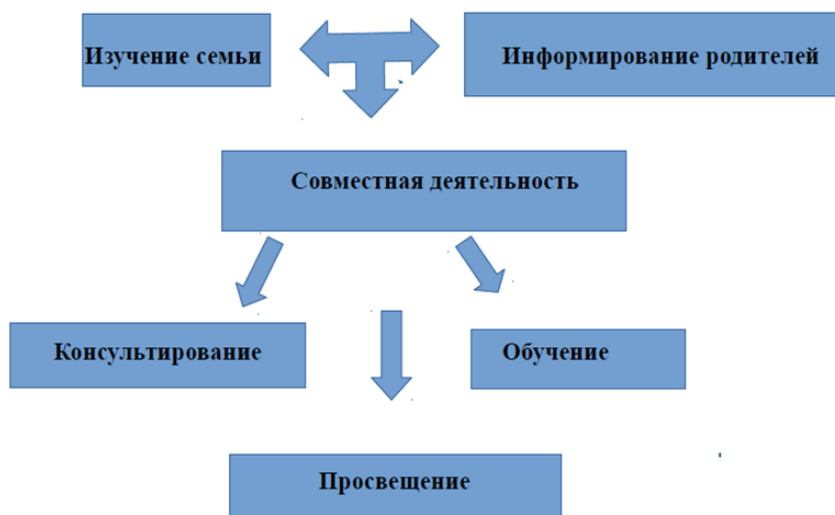 Изучение семьи
Информирование родителей
Совместная деятельность
Консультирование
Обучение
Просвещение